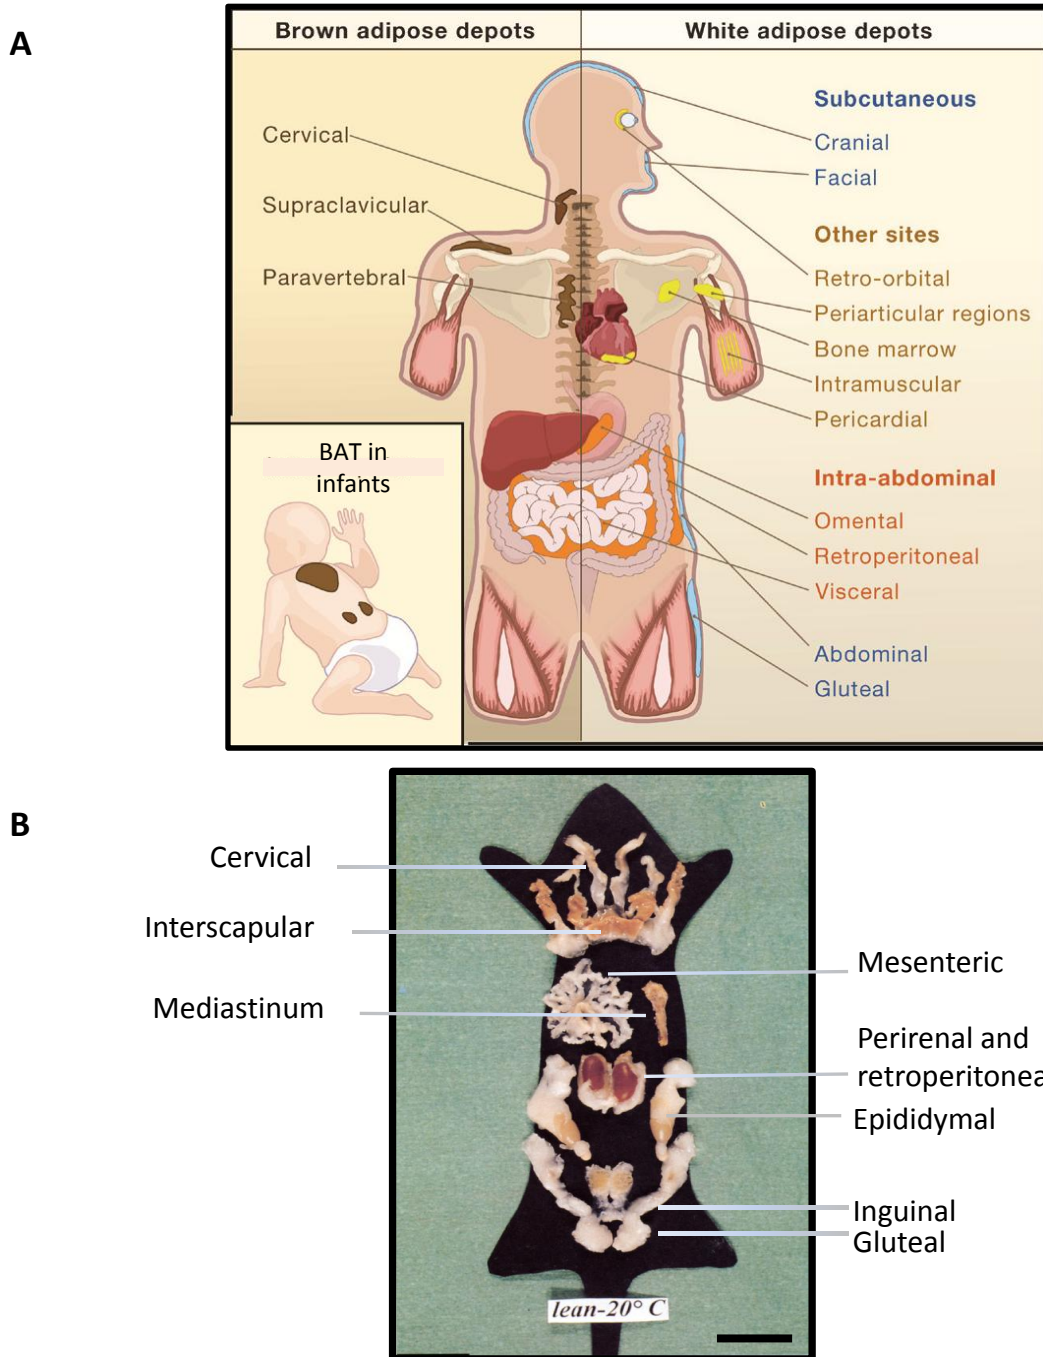 A
Brown adipose depots
White adipose depots
Cervical
Supraclavicular
Paravertebral
BAT in
infants
Subcutaneous
Cranial
Facial
Other sites
Retro-orbital
Periarticular regions
Bone marrow
Intramuscular
Pericardial
Intra-abdominal
Omental
Retroperitoneal
Visceral
Abdominal
Gluteal
B
Cervical
Interscapular
Mediastinum
Mesenteric
Perirenal and
retroperitonea
Epididymal
Inguinal
Gluteal
lean-20° C